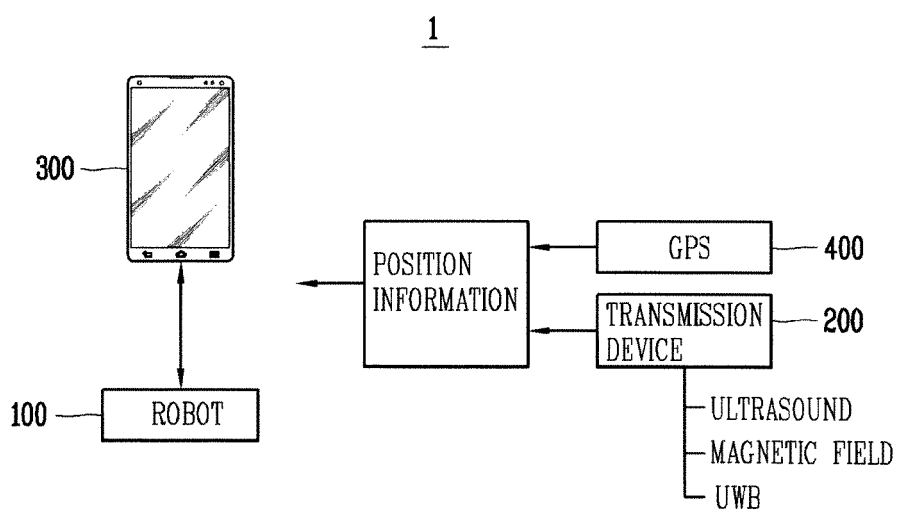 1
300
POSITION
INFORMATION
GPS
400
TRANSMISSION
DEVICE
200
100
ROBOT
ULTRASOUND
MAGNETIC FIELD
UWB